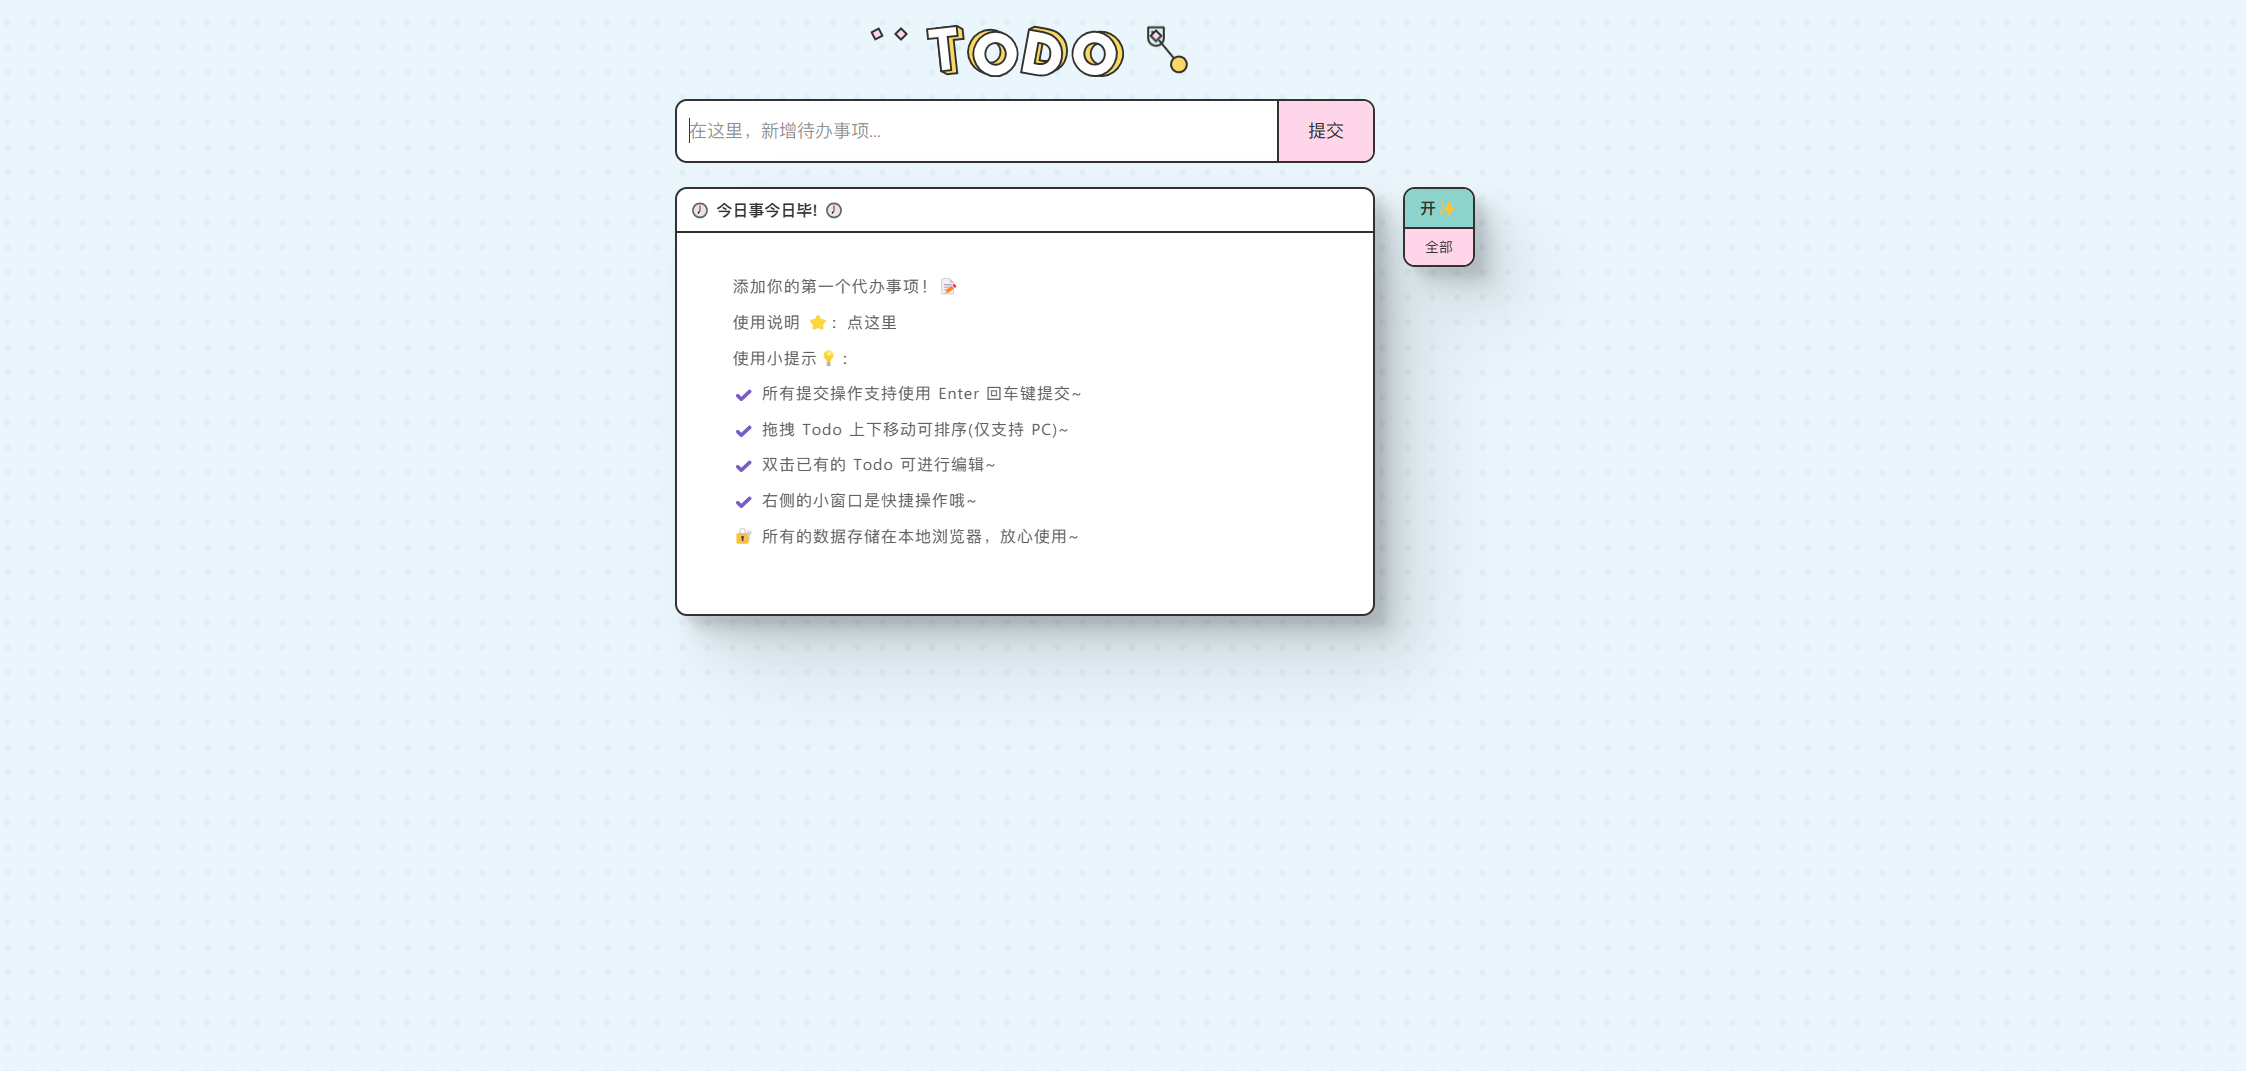 TODO
在这里，新增待办事项...
提交
今日事今日毕!
开
全部
添加你的第一个代办事项！
使用说明 ：点这里
使用小提示：
所有提交操作支持使用 Enter 回车键提交~
拖拽 Todo 上下移动可排序(仅支持 PC)~
双击已有的 Todo 可进行编辑~
右侧的小窗口是快捷操作哦~
所有的数据存储在本地浏览器，放心使用~